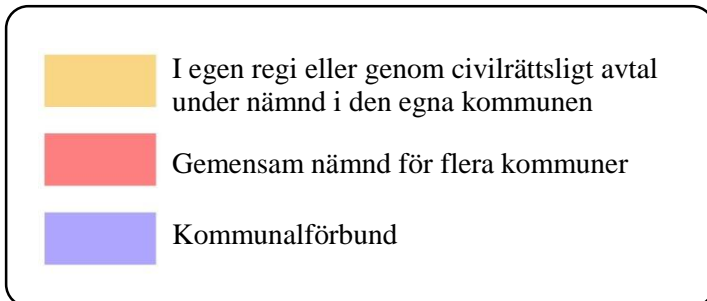 I egen regi eller genom civilrättsligt avtal
under nämnd i den egna kommunen
Gemensam nämnd för flera kommuner
Kommunalförbund